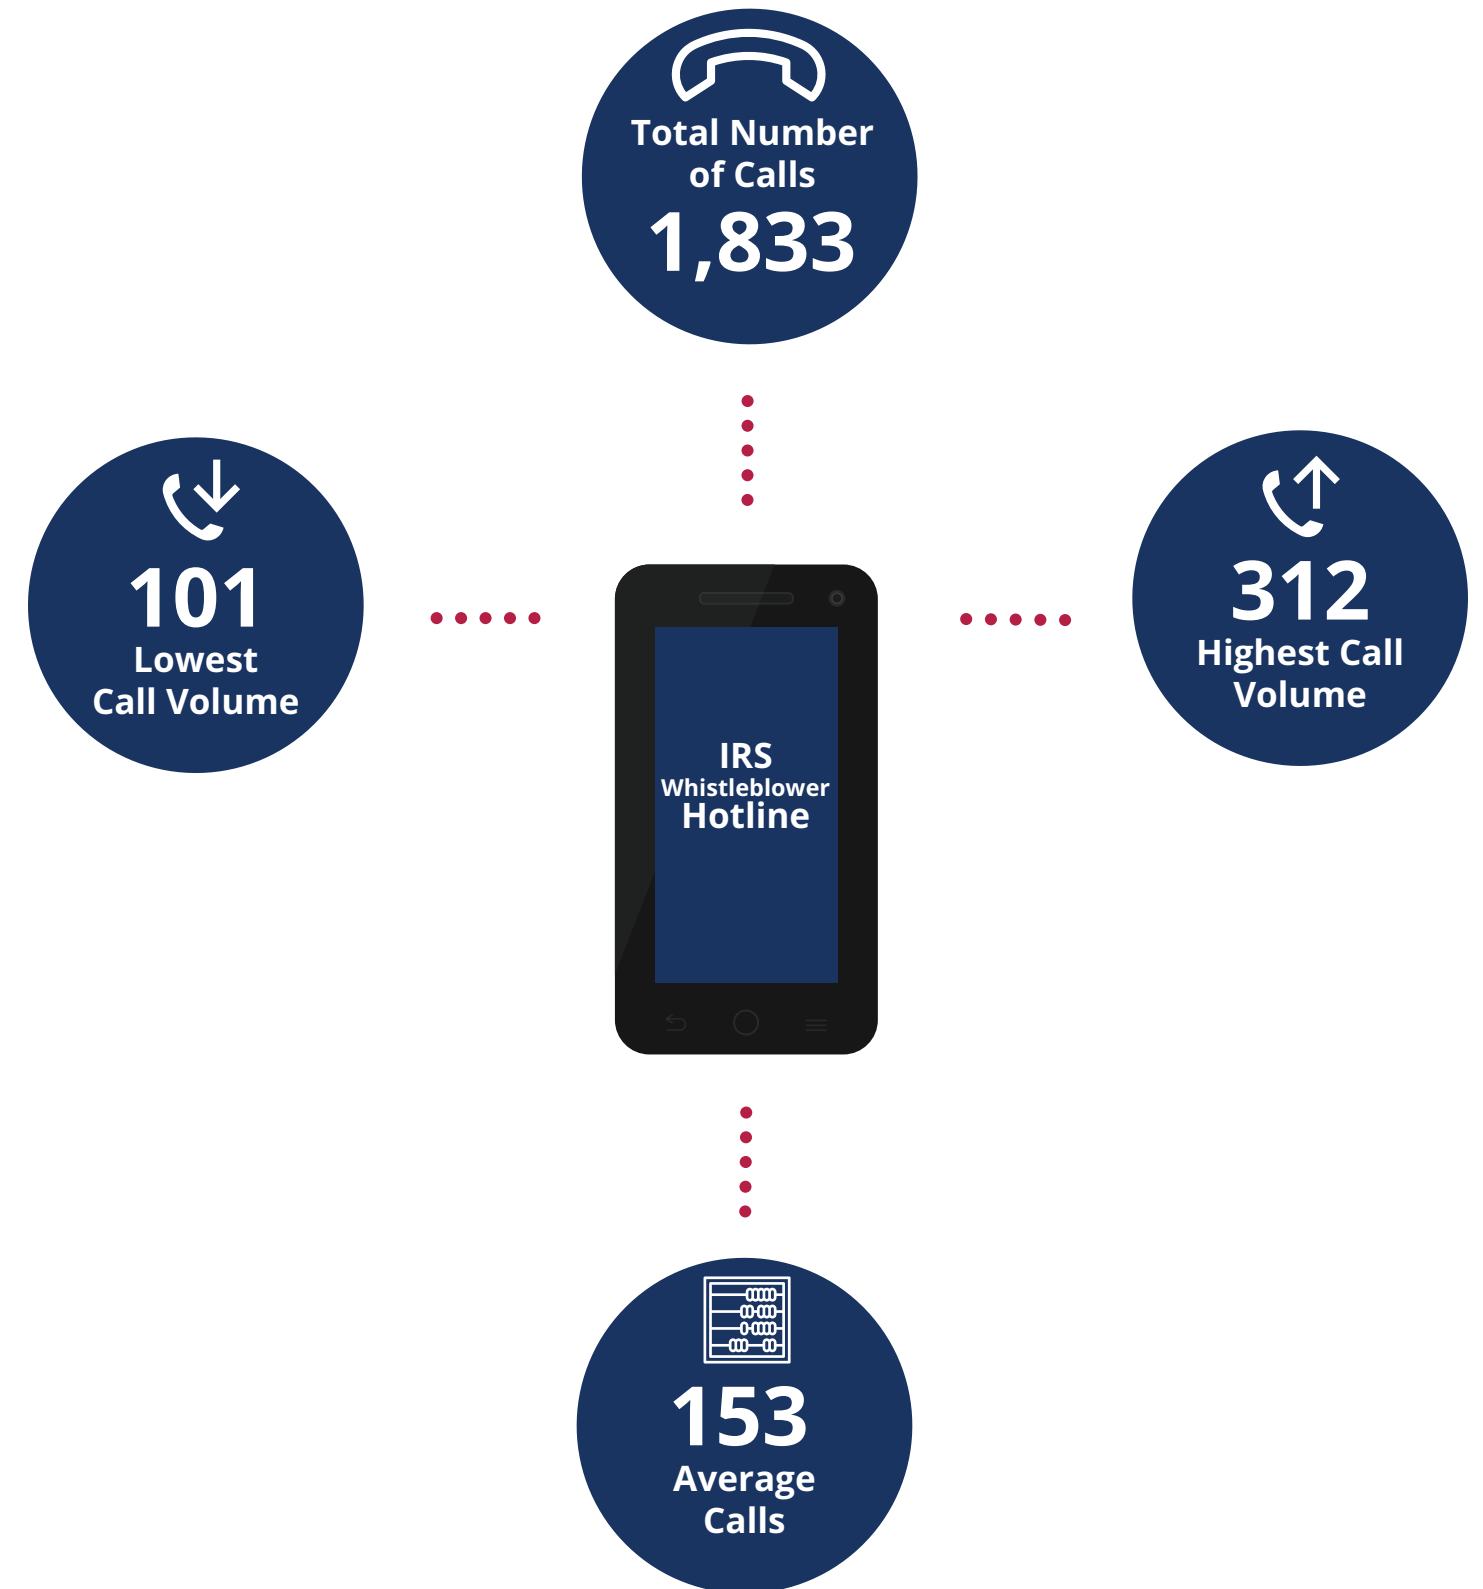 Total Number
of Calls
1,833
101
Lowest
Call Volume
312
Highest Call
Volume
IRS
Whistleblower
Hotline
153
Average
Calls